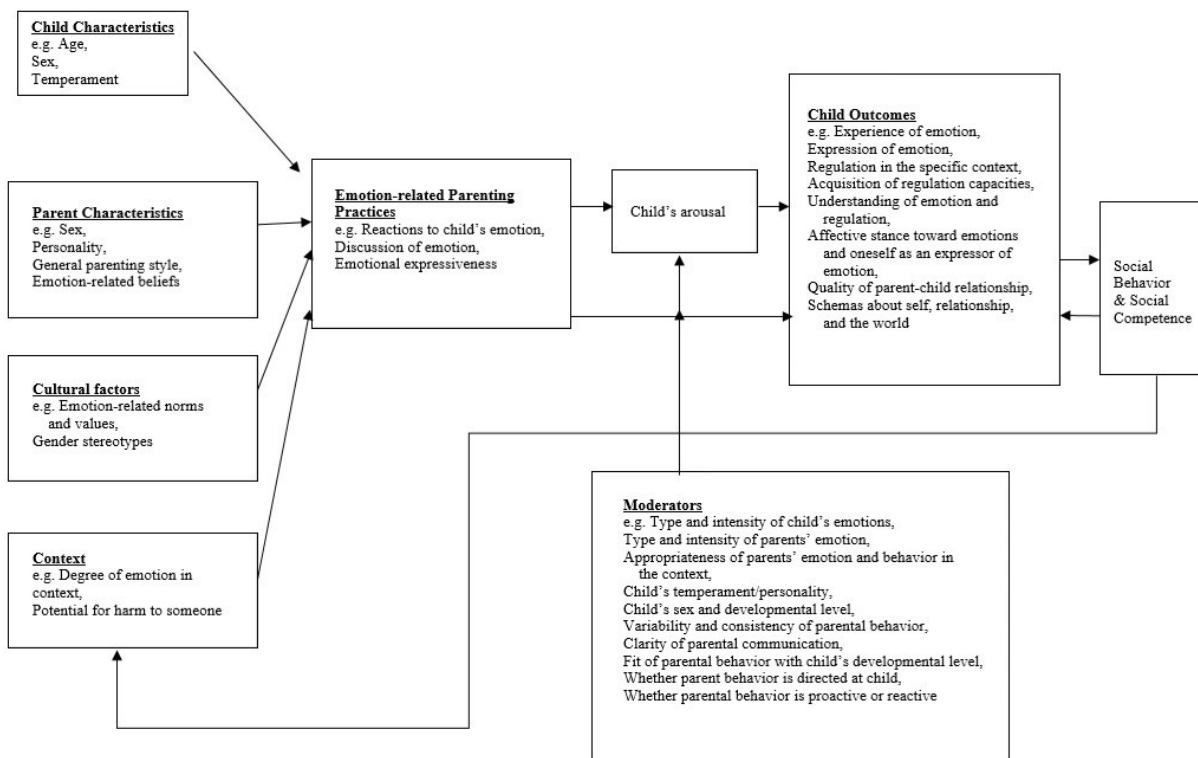 Child Characteristics
e.g. Age,
Sex,
Temperament
Parent Characteristics
e.g. Sex,
Personality,
General parenting style,
Emotion-related beliefs
Cultural factors
e.g. Emotion-related norms
and values,
Gender stereotypes
Context
e.g. Degree of emotion in
context,
Potential for harm to someone
Emotion-related Parenting
Practices
e.g. Reactions to child's emotion,
Discussion of emotion,
Emotional expressiveness
Child's arousal
Child Outcomes
e.g. Experience of emotion,
Expression of emotion,
Regulation in the specific context,
Acquisition of regulation capacities,
Understanding of emotion and
regulation,
Affective stance toward emotions
and oneself as an expressor of
emotion,
Quality of parent-child relationship,
Schemas about self, relationship,
and the world
Social
Behavior
& Social
Competence
Moderators
e.g. Type and intensity of child's emotions,
Type and intensity of parents' emotion,
Appropriateness of parents' emotion and behavior in
the context,
Child's temperament/personality,
Child's sex and developmental level,
Variability and consistency of parental behavior,
Clarity of parental communication,
Fit of parental behavior with child's developmental level,
Whether parent behavior is directed at child,
Whether parental behavior is proactive or reactive